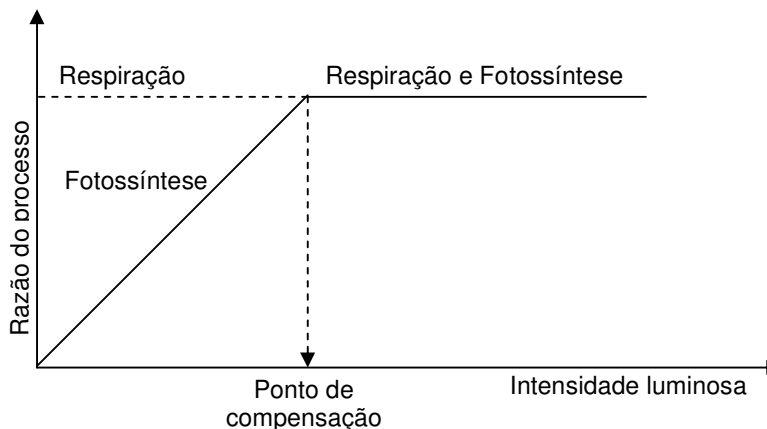 Respiração
Respiração e Fotossíntese
Fotossíntese
Razão do processo
Ponto de
compensação
Intensidade luminosa